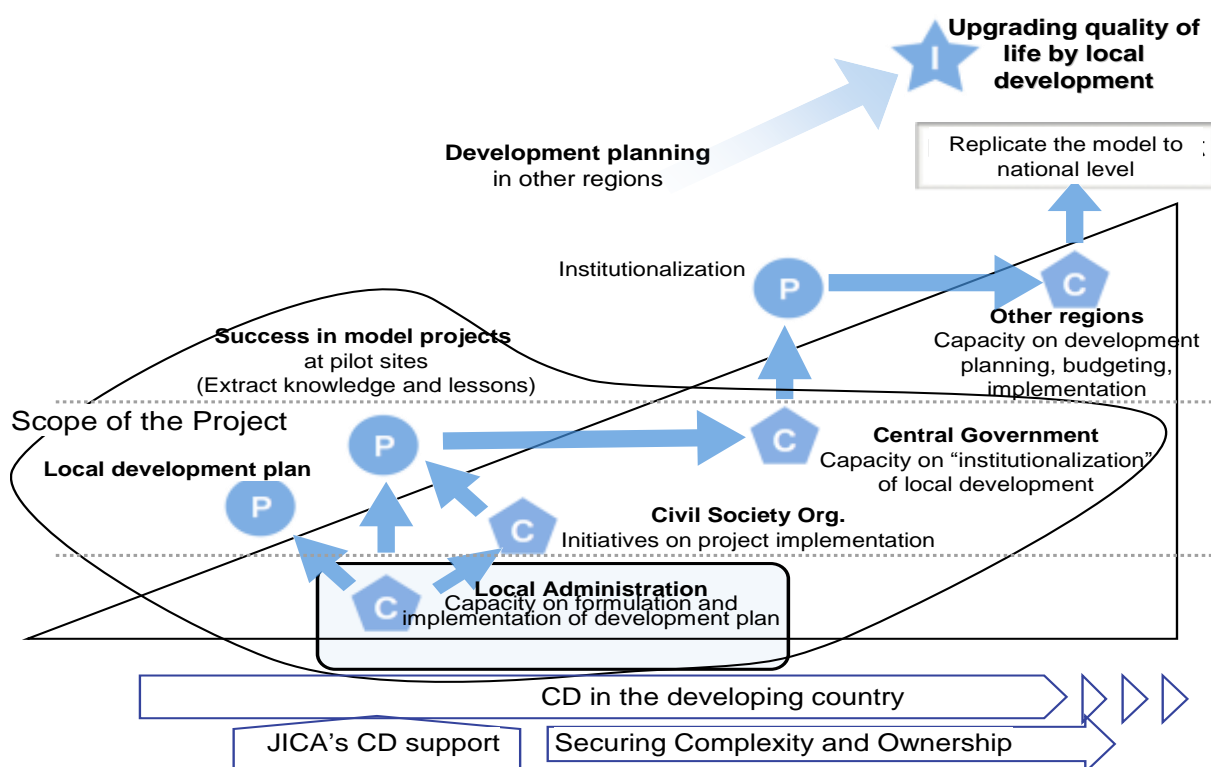 Upgrading quality of
life by local
development
I
Replicate the model to
national level
Development planning
in other regions
Institutionalization
P
C
Other regions
Capacity on development
planning, budgeting,
implementation
Success in model projects
at pilot sites
(Extract knowledge and lessons)
Scope of the Project
P
C
Central Government
Capacity on “institutionalization”
of local development
Local development plan
P
C
Civil Society Org.
Initiatives on project implementation
C
Local Administration
Capacity on formulation and
implementation of development plan
CD in the developing country
JICA’s CD support
Securing Complexity and Ownership